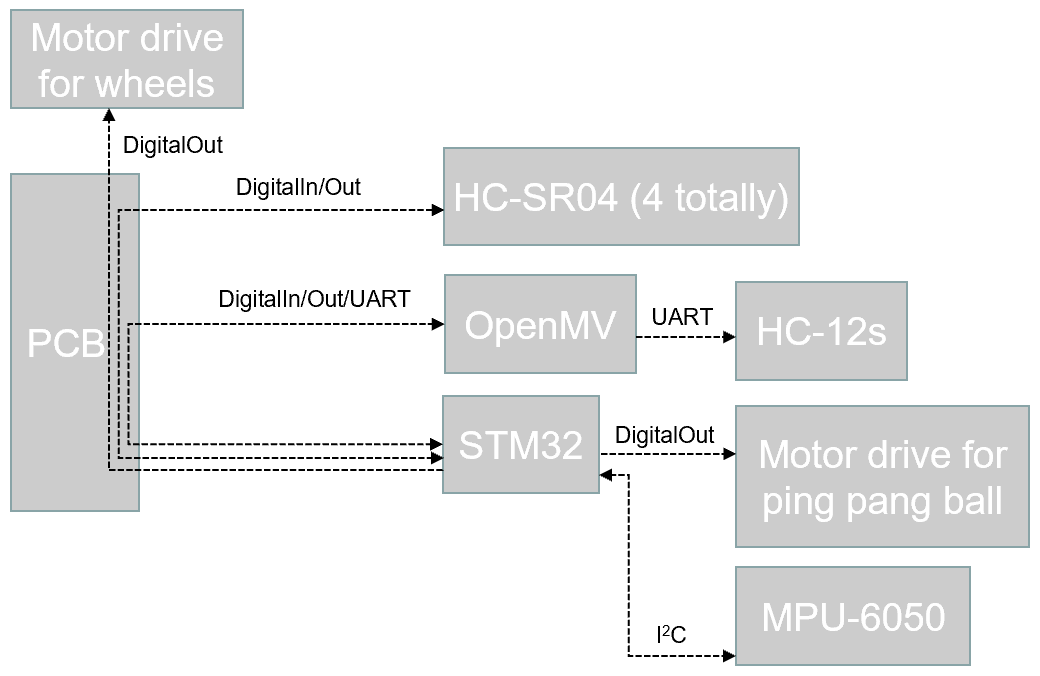 Motor drive
for wheels
DigitalOut
DigitalIn/Out
HC-SR04 (4 totally)
DigitalIn/Out/UART
OpenMV
UART
HC-12s
PCB
STM32
DigitalOut
Motor drive for
ping pang ball
I²C
MPU-6050